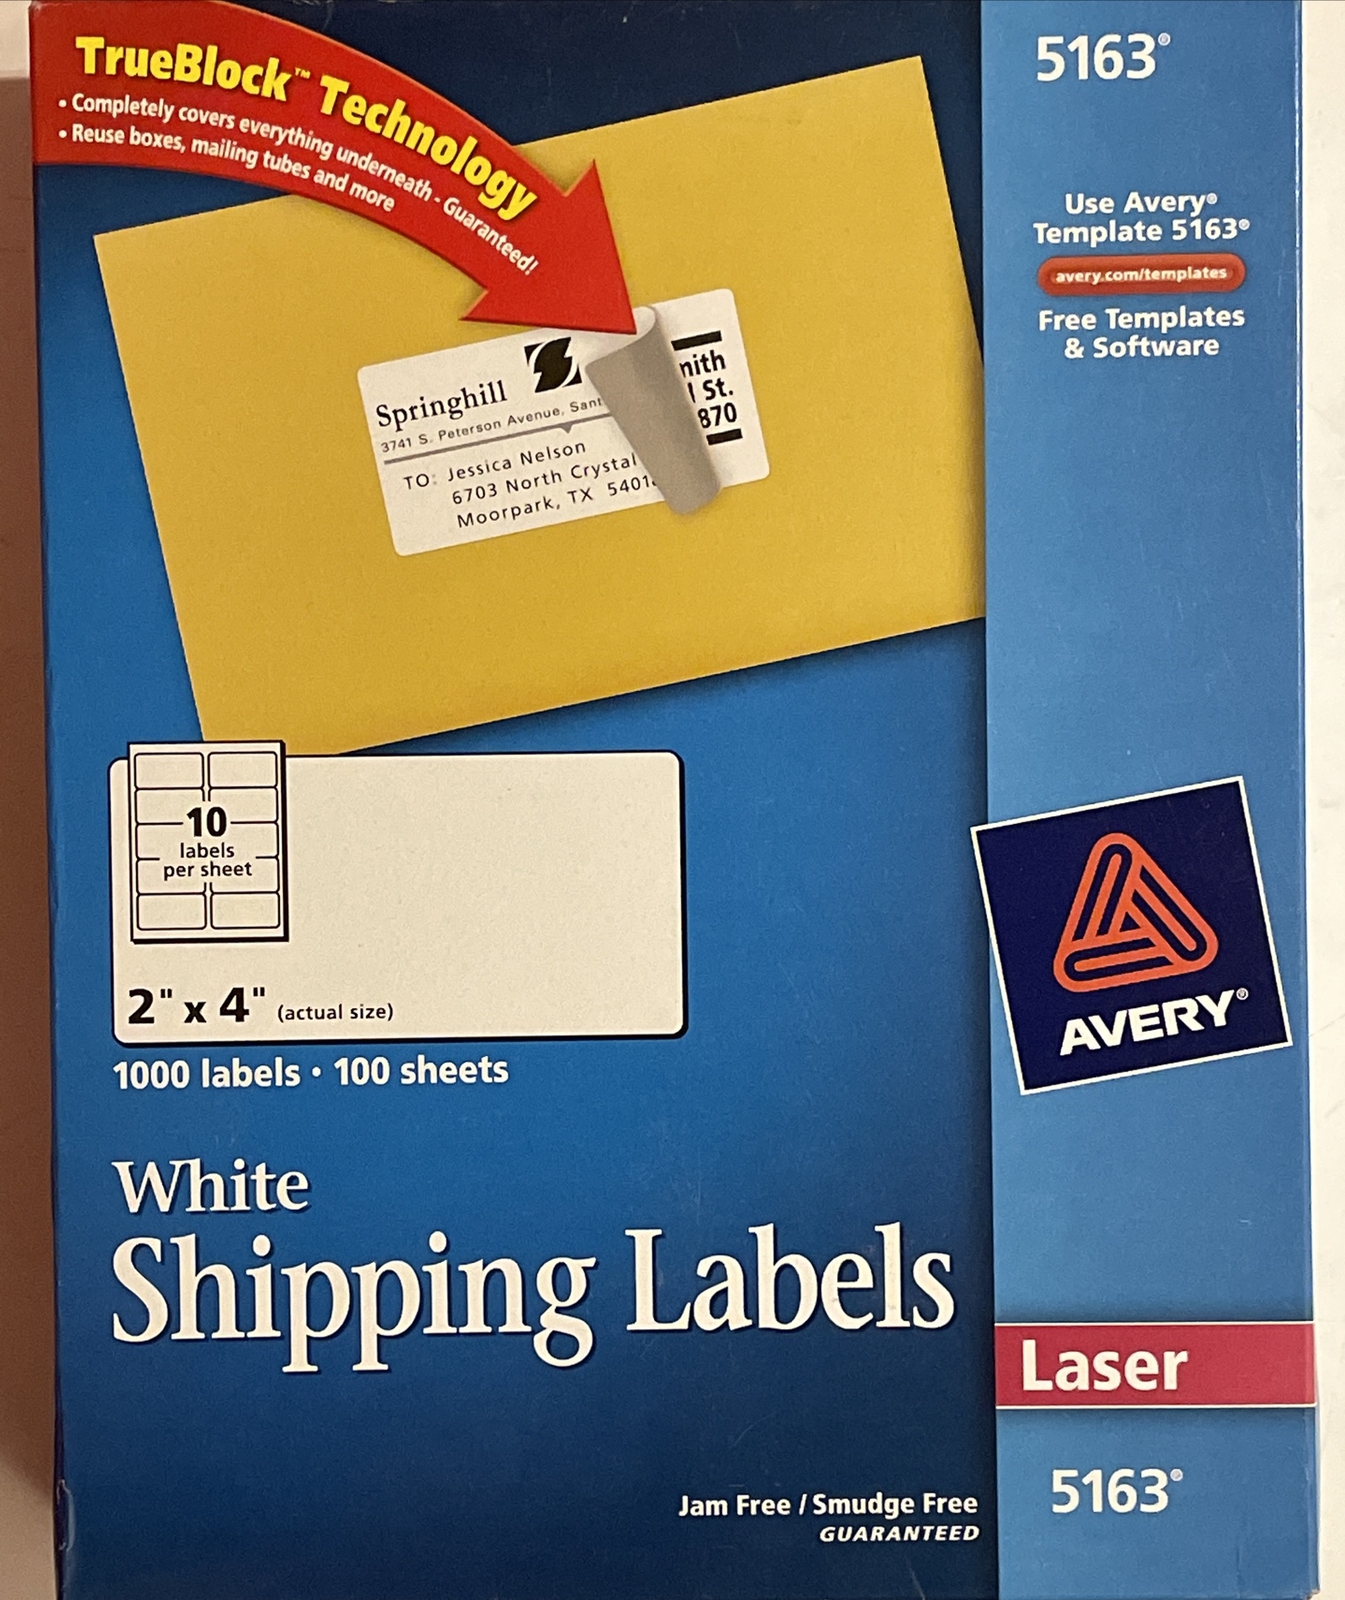 TrueBlock™ Technology
• Completely covers everything underneath - Guaranteed!
• Reuse boxes, mailing tubes and more
5163®
Use Avery®
Template 5163®
avery.com/templates
Free Templates
& Software
Springhill
3741 S. Peterson Avenue, Sant
TO: Jessica Nelson
6703 North Crystal
Moorpark, TX 5401
nith
St.
870
10
labels
per sheet
2" x 4" (actual size)
1000 labels • 100 sheets
AVERY®
White
Shipping Labels
Laser
5163®
Jam Free / Smudge Free
GUARANTEED